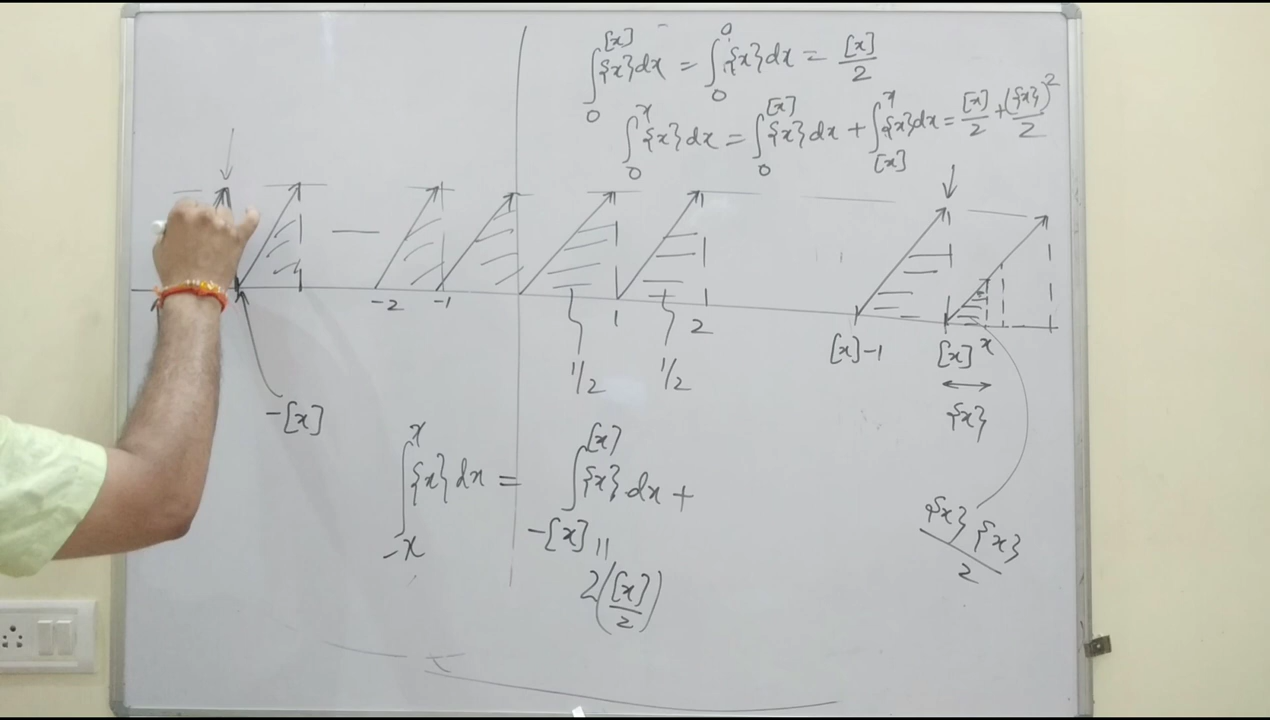 ∫₀^[x] {x}dx = ∫₀^0 {x}dx = [x]/2
∫₀^x {x}dx = ∫₀^[x] {x}dx + ∫_[x]^x {x}dx = [x]/2 + ({x})²/2
-2 -1 1 2 [x]-1 [x] x
1/2 1/2 {x}
-[x]
∫_-x^x {x}dx = ∫_-[x]^[x] {x}dx +
{x}{x}/2
||
2([x]/2)